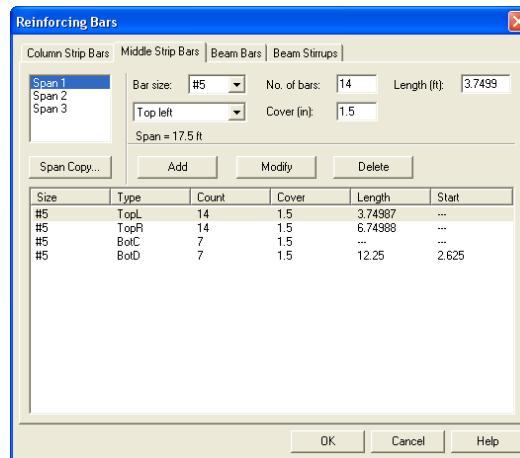 Reinforcing Bars
Column Strip Bars Middle Strip Bars Beam Bars Beam Stirrups
Span 1
Span 2
Span 3
Bar size: #5 No. of bars: 14 Length (ft): 3.7499
Top left Cover (in): 1.5
Span = 17.5 ft
Span Copy... Add Modify Delete
Size Type Count Cover Length Start
#5 TopL 14 1.5 3.74987 ---
#5 TopR 14 1.5 6.74988 ---
#5 BotC 7 1.5 --- ---
#5 BotD 7 1.5 12.25 2.625
OK Cancel Help